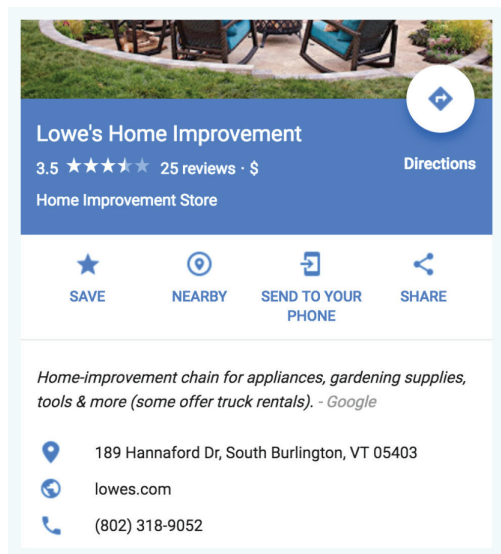 Lowe's Home Improvement
3.5 25 reviews · $
Directions
Home Improvement Store
SAVE
NEARBY
SEND TO YOUR
PHONE
SHARE
Home-improvement chain for appliances, gardening supplies,
tools & more (some offer truck rentals). - Google
189 Hannaford Dr, South Burlington, VT 05403
lowes.com
(802) 318-9052